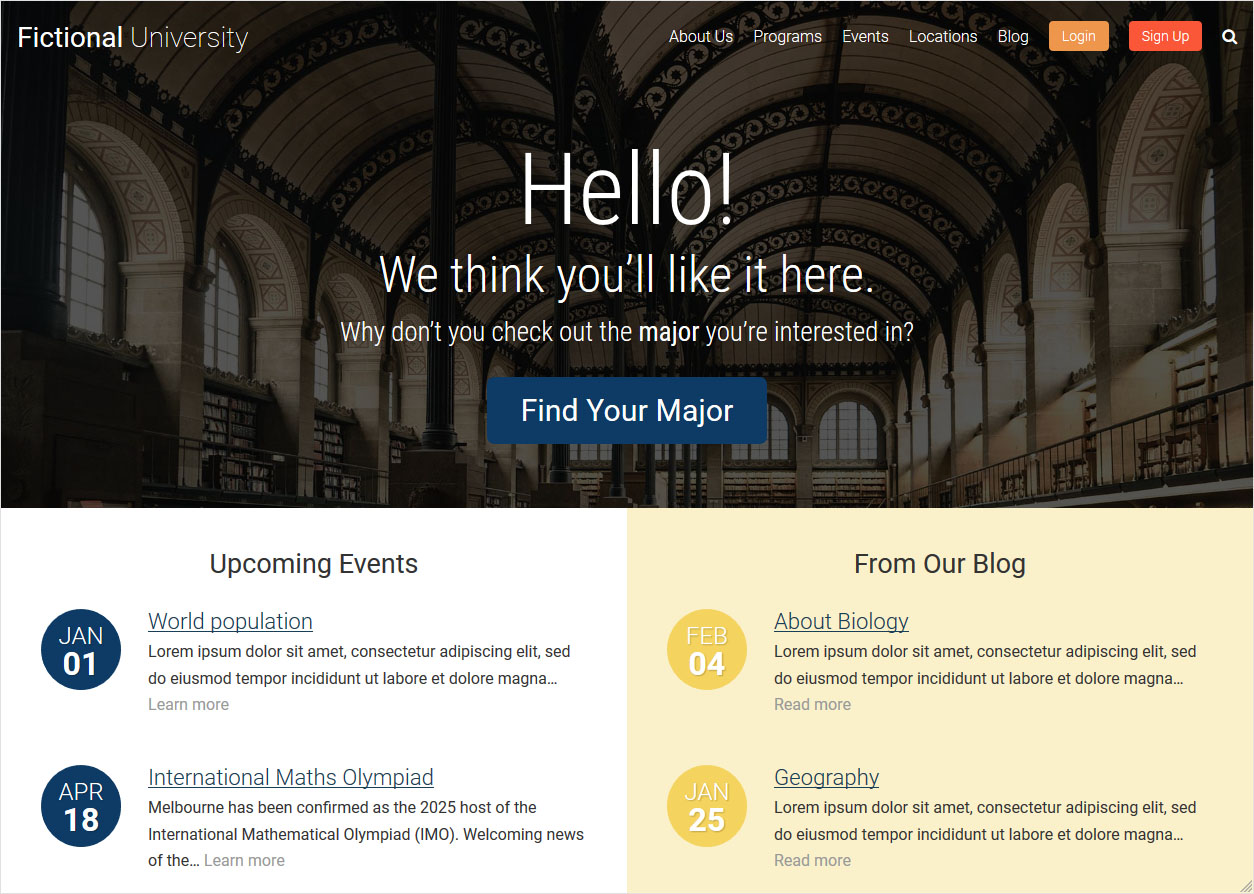 Fictional University
About Us Programs Events Locations Blog Login Sign Up
Hello!
We think you’ll like it here.
Why don’t you check out the major you’re interested in?
Find Your Major
Upcoming Events
JAN
01
World population
Lorem ipsum dolor sit amet, consectetur adipiscing elit, sed
do eiusmod tempor incididunt ut labore et dolore magna…
Learn more
APR
18
International Maths Olympiad
Melbourne has been confirmed as the 2025 host of the
International Mathematical Olympiad (IMO). Welcoming news
of the… Learn more
From Our Blog
FEB
04
About Biology
Lorem ipsum dolor sit amet, consectetur adipiscing elit, sed
do eiusmod tempor incididunt ut labore et dolore magna…
Read more
JAN
25
Geography
Lorem ipsum dolor sit amet, consectetur adipiscing elit, sed
do eiusmod tempor incididunt ut labore et dolore magna…
Read more